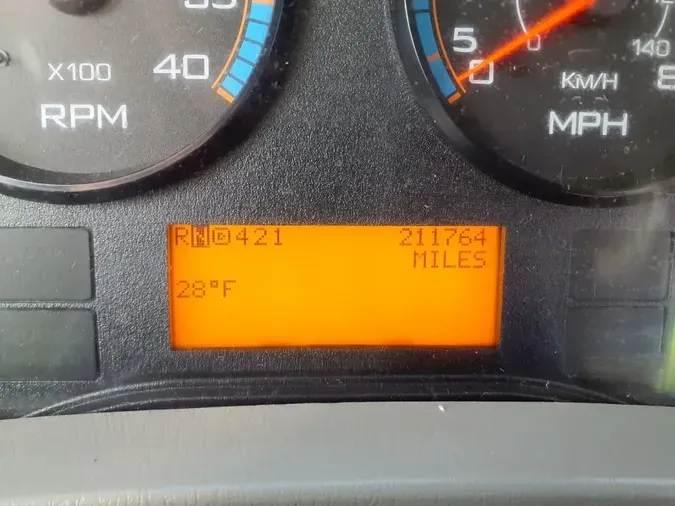 X100
40
RPM
5
0
0
140
KM/H
MPH
R N D 421 211764
MILES
28°F